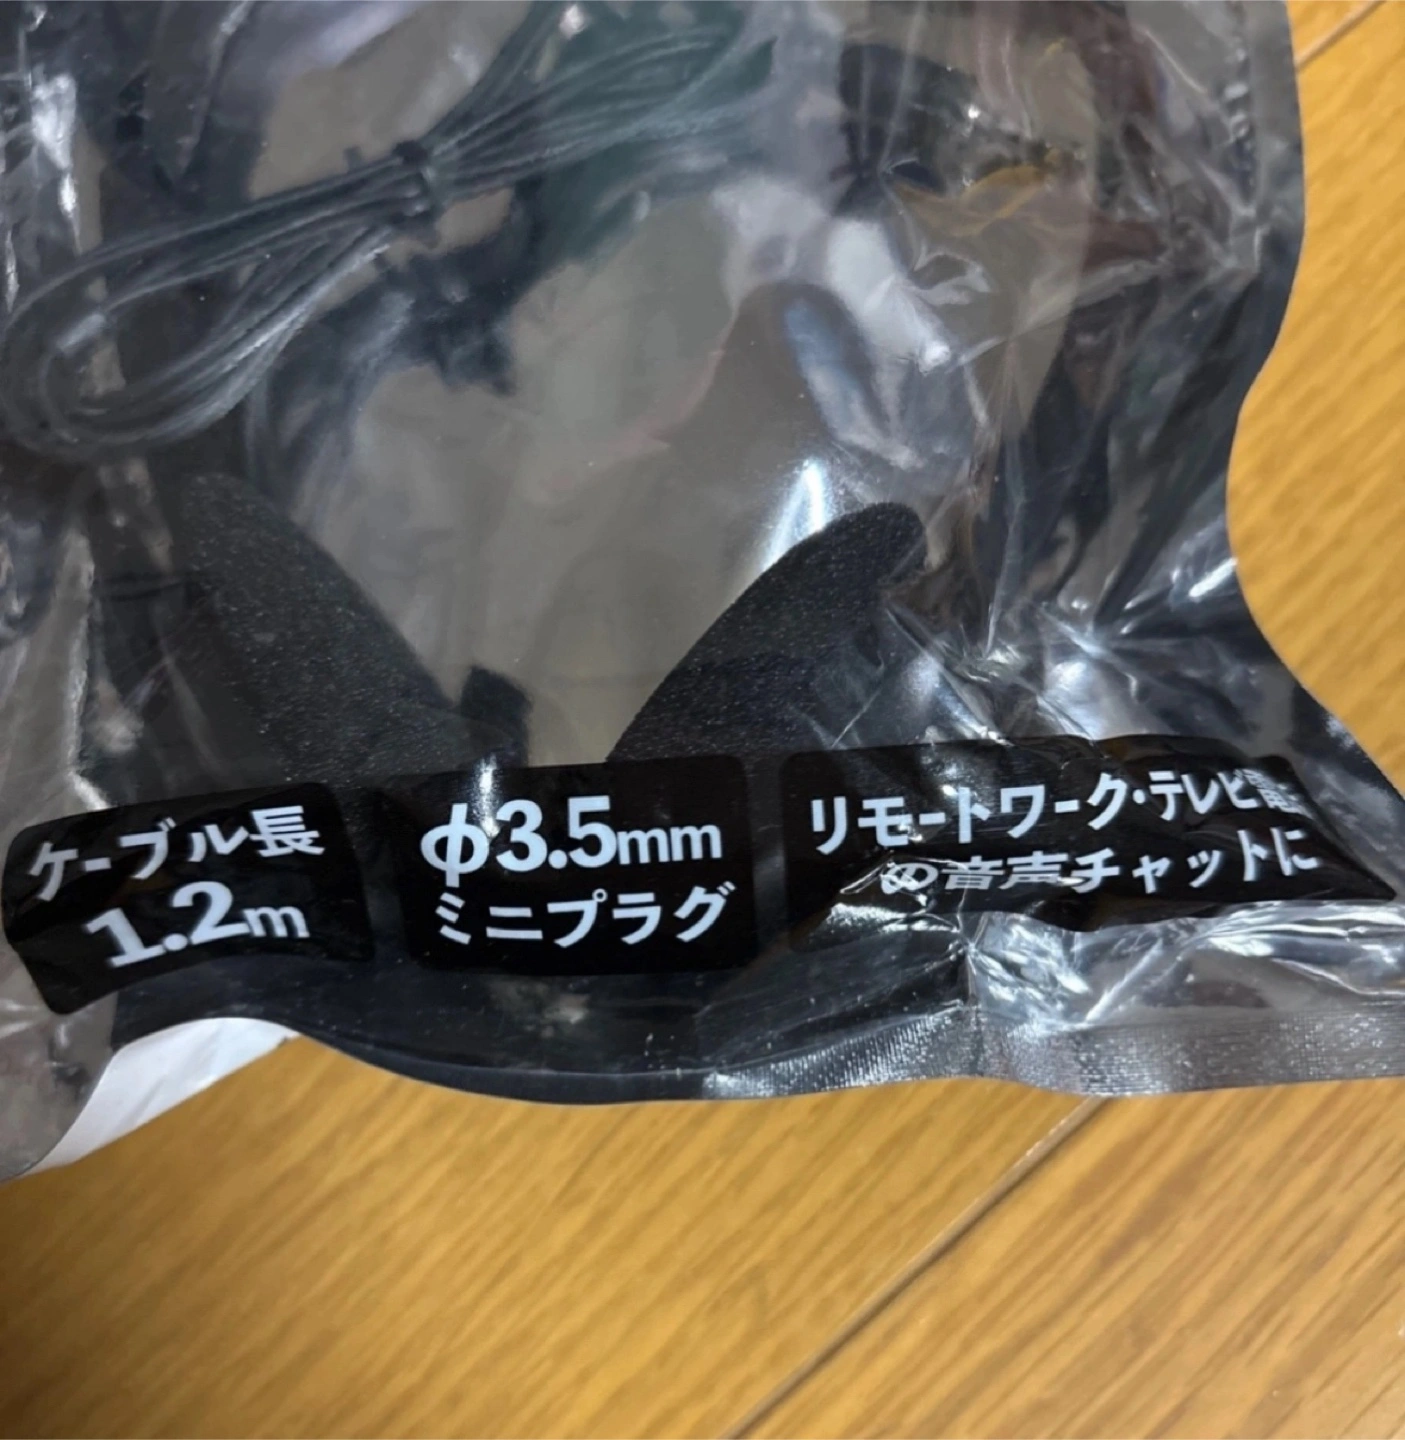 ケーブル長
1.2m
φ3.5mm
ミニプラグ
リモートワーク・テレビ電
の音声チャットに